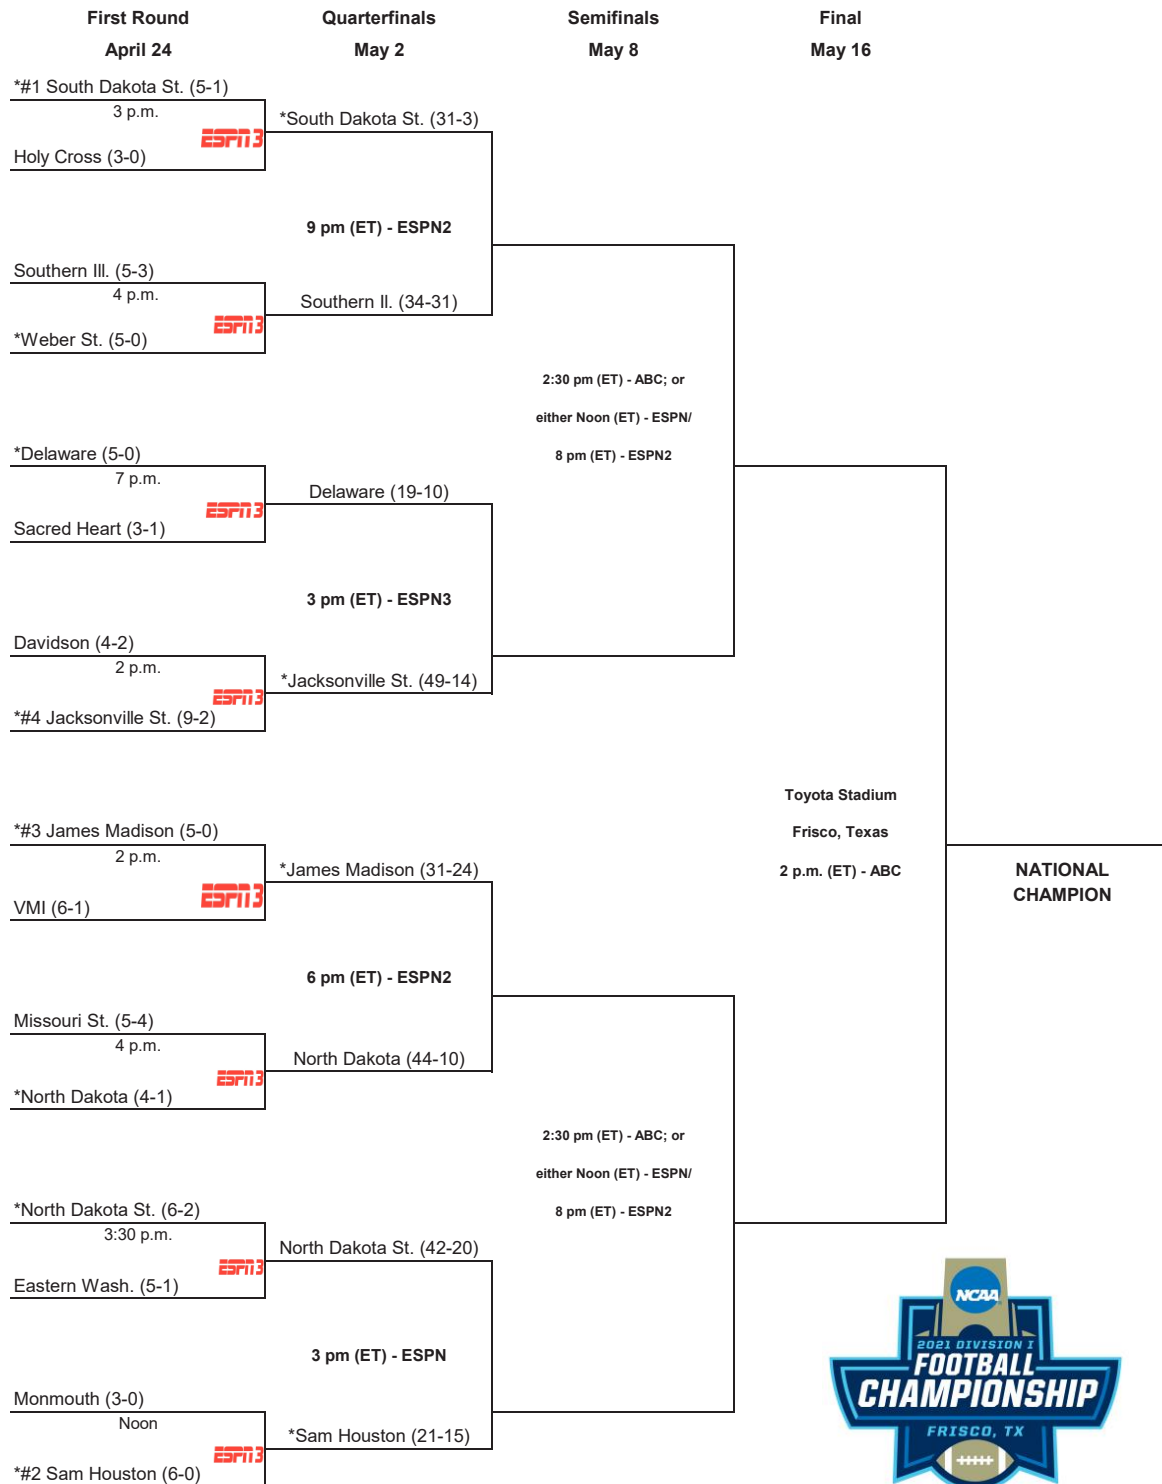 First Round Quarterfinals Semifinals Final
April 24 May 2 May 8 May 16
*#1 South Dakota St. (5-1)
3 p.m.
ESPN3
Holy Cross (3-0)
*South Dakota St. (31-3)
9 pm (ET) - ESPN2
Southern Ill. (5-3)
4 p.m.
ESPN3
*Weber St. (5-0)
Southern Il. (34-31)
2:30 pm (ET) - ABC; or
either Noon (ET) - ESPN/
8 pm (ET) - ESPN2
*Delaware (5-0)
7 p.m.
ESPN3
Sacred Heart (3-1)
Delaware (19-10)
3 pm (ET) - ESPN3
Davidson (4-2)
2 p.m.
ESPN3
*#4 Jacksonville St. (9-2)
*Jacksonville St. (49-14)
Toyota Stadium
Frisco, Texas
2 p.m. (ET) - ABC
NATIONAL
CHAMPION
*#3 James Madison (5-0)
2 p.m.
ESPN3
VMI (6-1)
*James Madison (31-24)
6 pm (ET) - ESPN2
Missouri St. (5-4)
4 p.m.
ESPN3
*North Dakota (4-1)
North Dakota (44-10)
2:30 pm (ET) - ABC; or
either Noon (ET) - ESPN/
8 pm (ET) - ESPN2
*North Dakota St. (6-2)
3:30 p.m.
ESPN3
Eastern Wash. (5-1)
North Dakota St. (42-20)
3 pm (ET) - ESPN
Monmouth (3-0)
Noon
ESPN3
*#2 Sam Houston (6-0)
*Sam Houston (21-15)
NCAA
2021 DIVISION I
FOOTBALL
CHAMPIONSHIP
FRISCO, TX